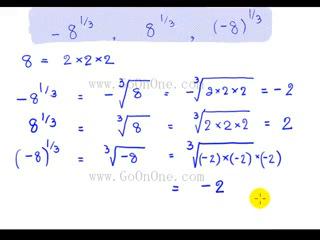 -8^{1/3} , 8^{1/3} , (-8)^{1/3}
8 = 2×2×2
www.GoOnOne.com
-8^{1/3} = -∛8 = -∛(2×2×2) = -2
8^{1/3} = ∛8 = ∛(2×2×2) = 2
(-8)^{1/3} = ∛-8 = ∛((-2)×(-2)×(-2))
www.GoOnOne.com
= -2